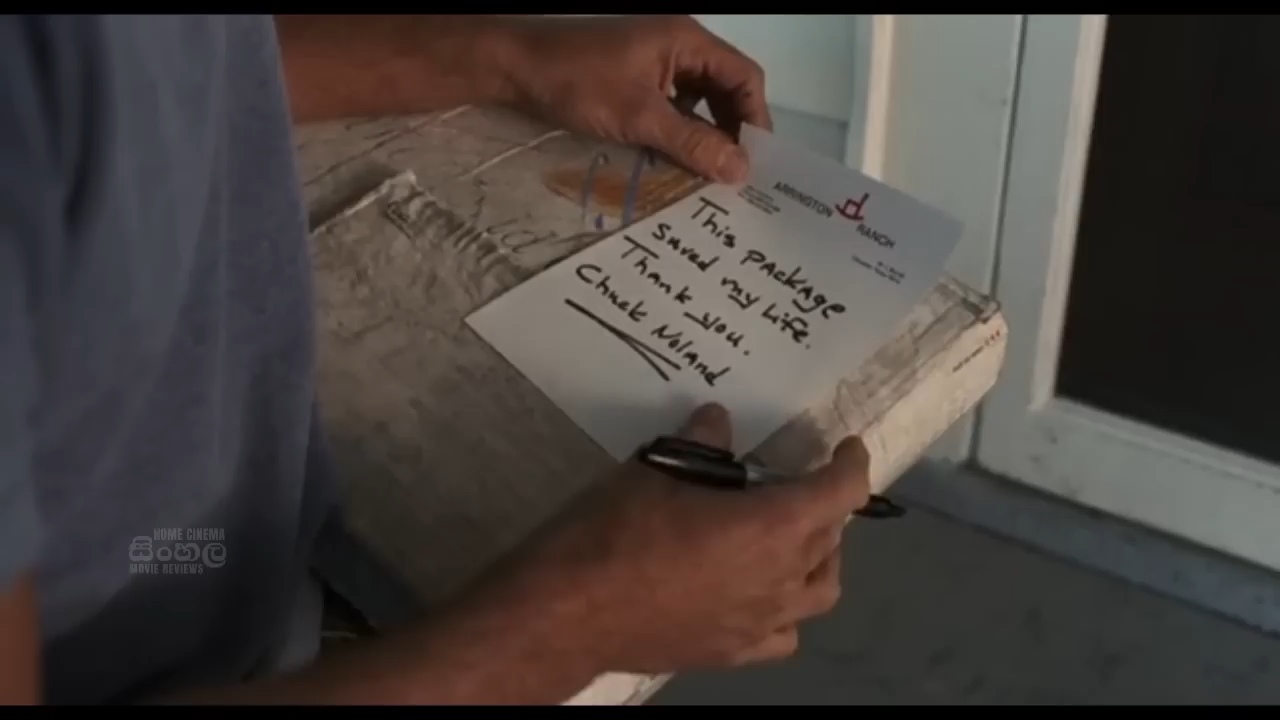 ARRINGTON RANCH
This package
saved my life.
Thank you.
Chuck Noland
HOME CINEMA
සිංහල
MOVIE REVIEWS